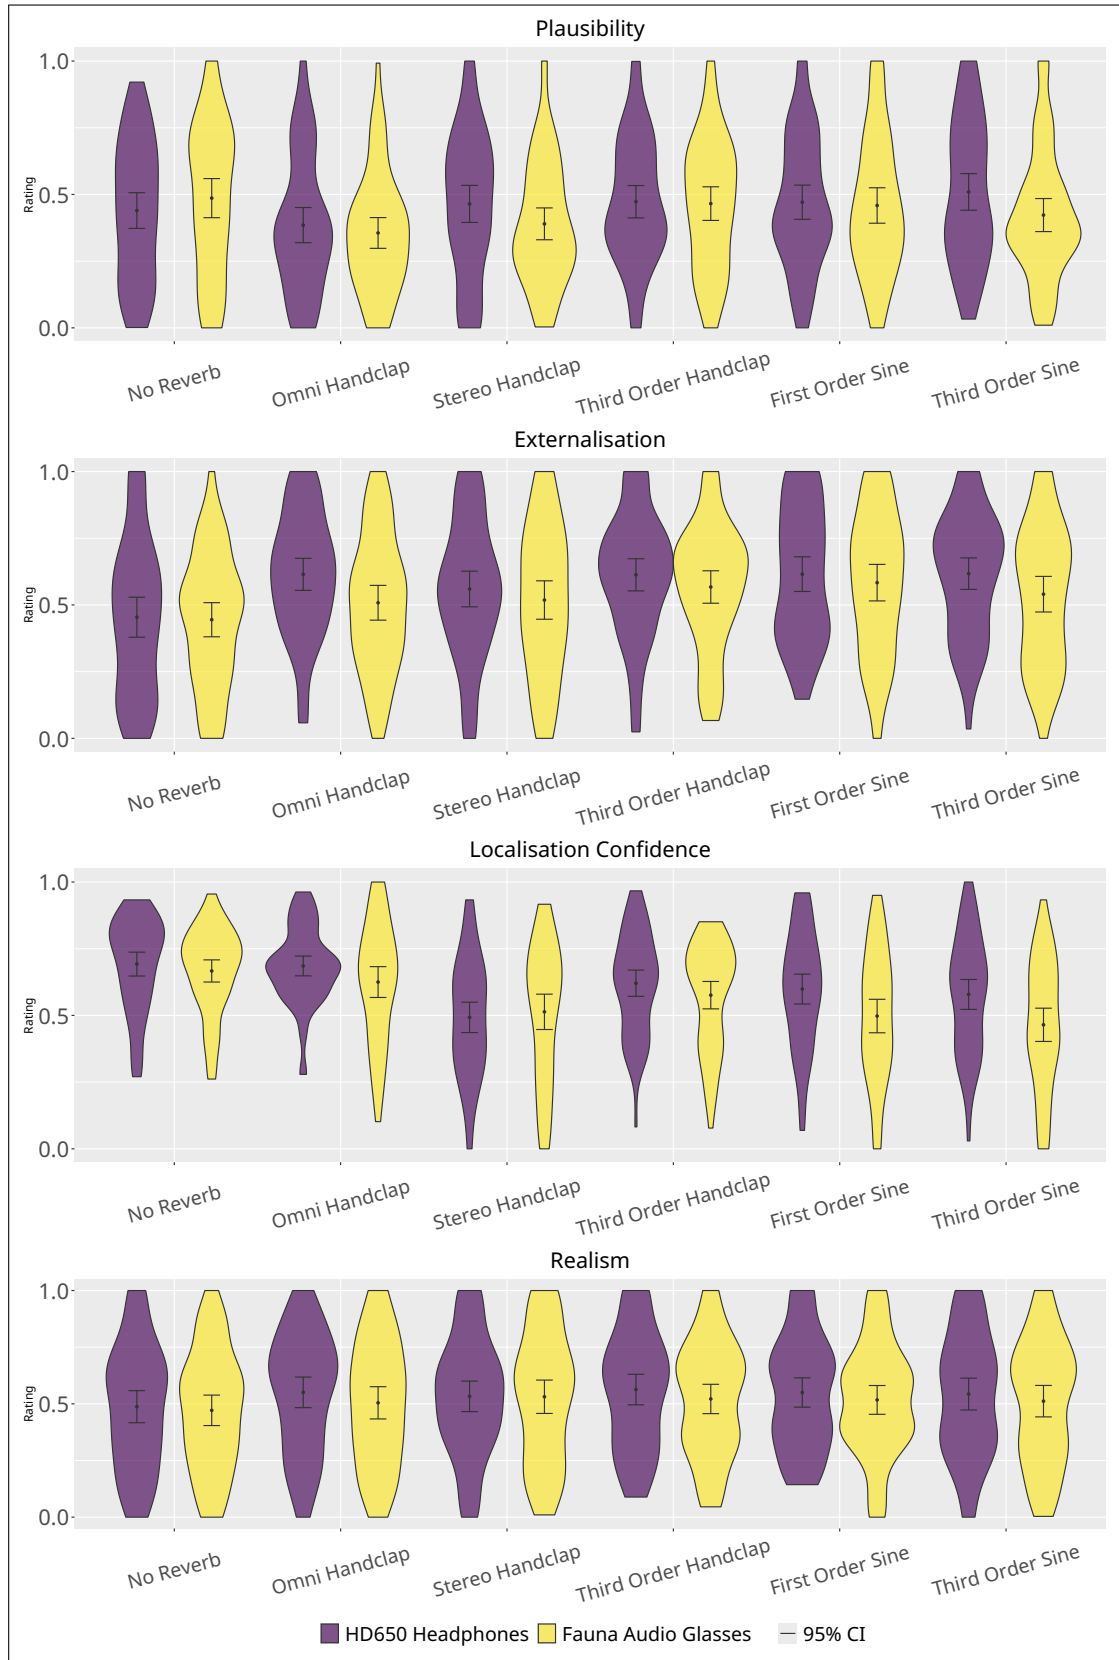 Plausibility
1.0
0.5
0.0
Rating
No Reverb
Omni Handclap
Stereo Handclap
Third Order Handclap
First Order Sine
Third Order Sine
Externalisation
1.0
0.5
0.0
Rating
No Reverb
Omni Handclap
Stereo Handclap
Third Order Handclap
First Order Sine
Third Order Sine
Localisation Confidence
1.0
0.5
0.0
Rating
No Reverb
Omni Handclap
Stereo Handclap
Third Order Handclap
First Order Sine
Third Order Sine
Realism
1.0
0.5
0.0
Rating
No Reverb
Omni Handclap
Stereo Handclap
Third Order Handclap
First Order Sine
Third Order Sine
HD650 Headphones Fauna Audio Glasses 95% CI